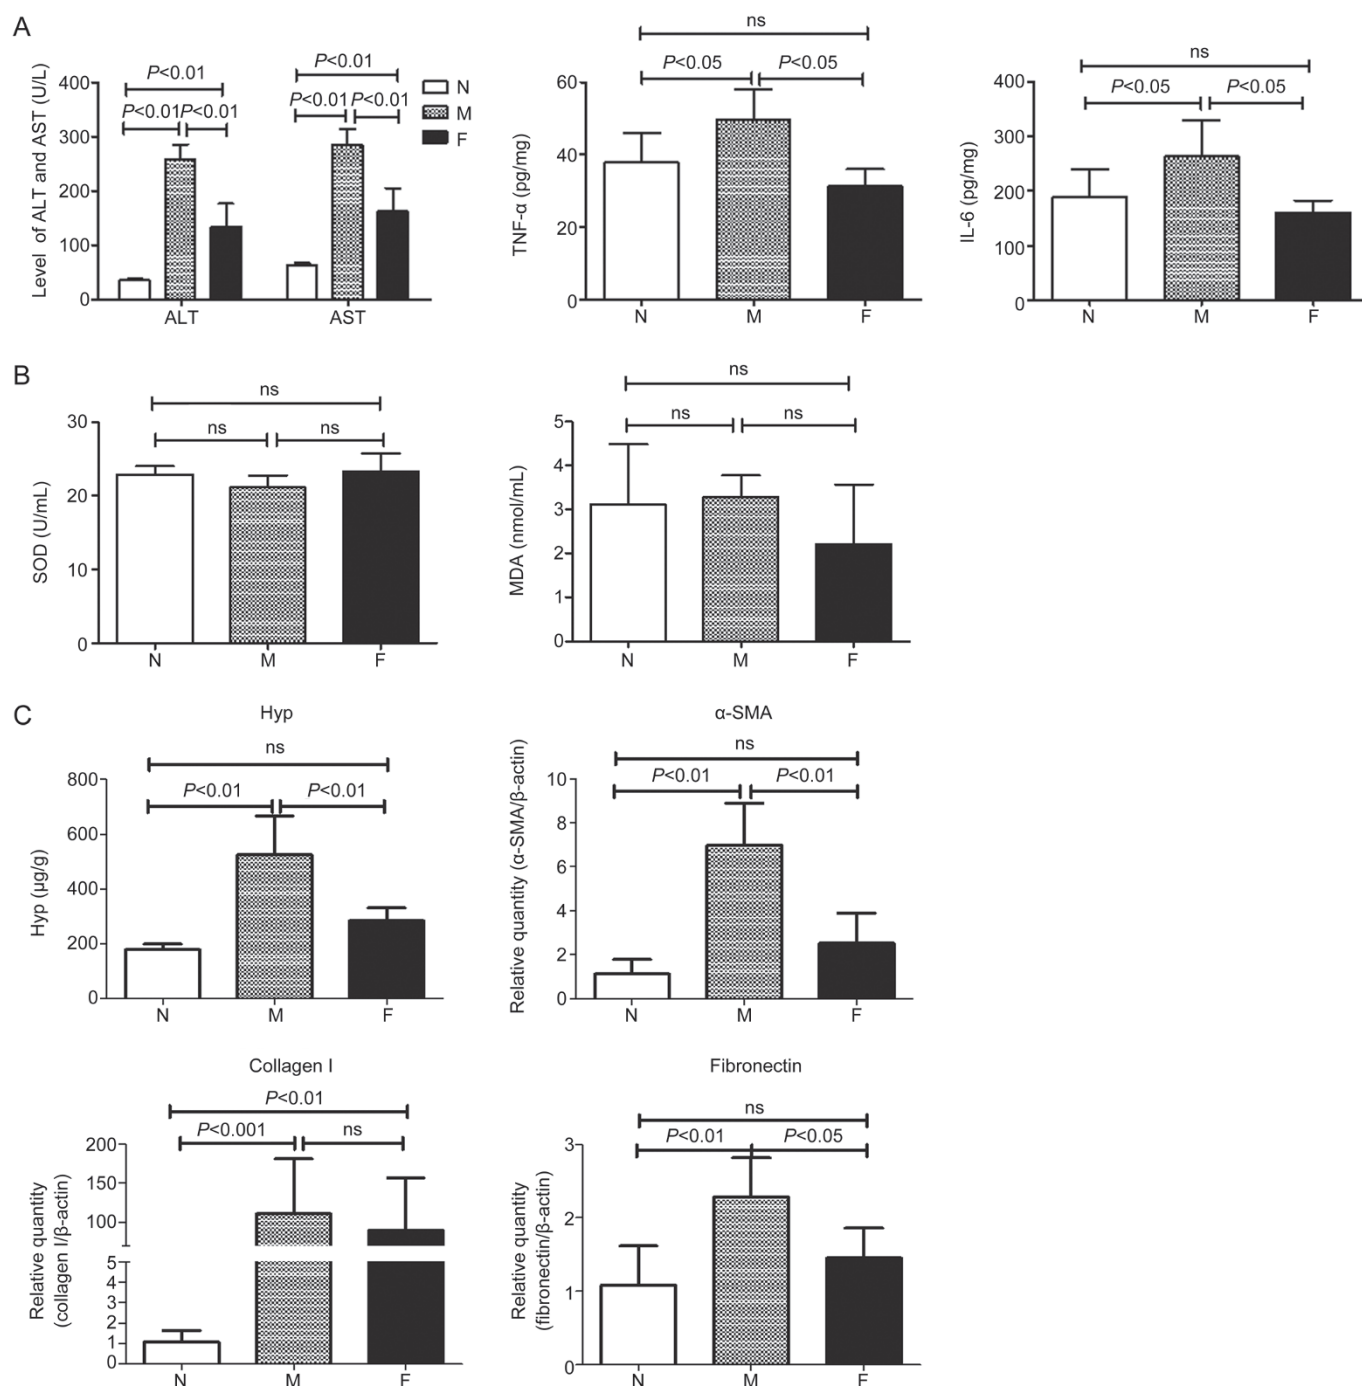 A
Level of ALT and AST (U/L)
400
300
200
100
0
P<0.01
P<0.01
P<0.01
P<0.01
P<0.01
P<0.01
ALT
AST
N
M
F
TNF-α (pg/mg)
60
40
20
0
ns
P<0.05
P<0.05
N
M
F
IL-6 (pg/mg)
400
300
200
100
0
ns
P<0.05
P<0.05
N
M
F
B
SOD (U/mL)
30
20
10
0
ns
ns
ns
N
M
F
MDA (nmol/mL)
5
4
3
2
1
0
ns
ns
ns
N
M
F
C
Hyp
Hyp (μg/g)
800
600
400
200
0
ns
P<0.01
P<0.01
N
M
F
α-SMA
Relative quantity (α-SMA/β-actin)
10
8
6
4
2
0
ns
P<0.01
P<0.01
N
M
F
Collagen I
Relative quantity
(collagen I/β-actin)
200
150
100
5
4
3
2
1
0
P<0.01
P<0.001
ns
N
M
F
Fibronectin
Relative quantity
(fibronectin/β-actin)
3
2
1
0
ns
P<0.01
P<0.05
N
M
F